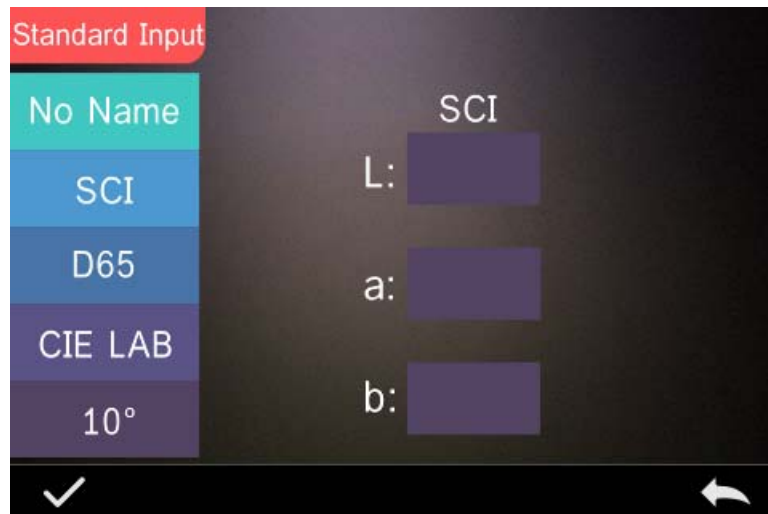 Standard Input
No Name
SCI
D65
CIE LAB
10°
SCI
L:
a:
b: